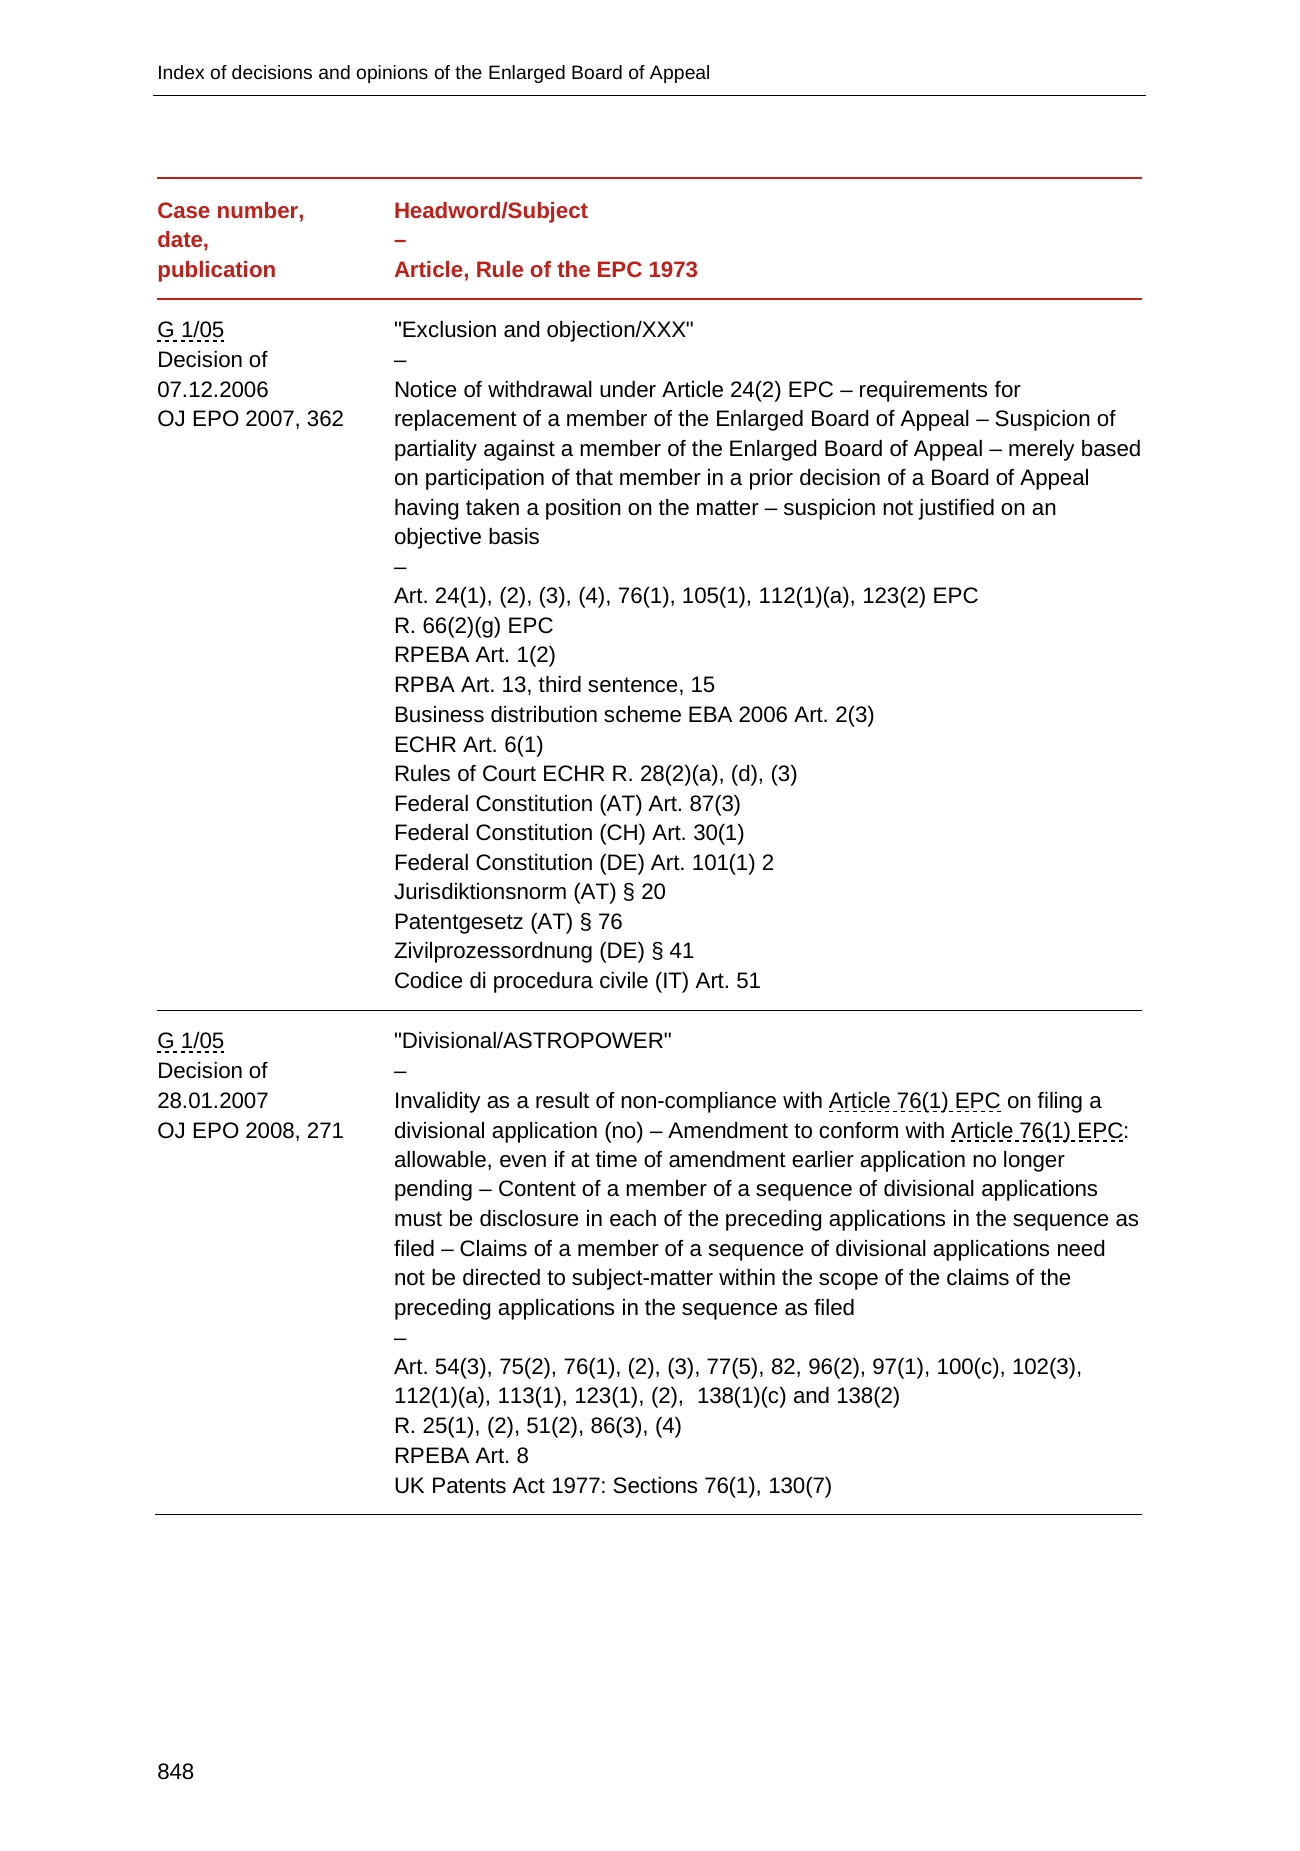 Index of decisions and opinions of the Enlarged Board of Appeal
Case number,
date,
publication
Headword/Subject
–
Article, Rule of the EPC 1973
G 1/05
Decision of
07.12.2006
OJ EPO 2007, 362
"Exclusion and objection/XXX"
–
Notice of withdrawal under Article 24(2) EPC – requirements for
replacement of a member of the Enlarged Board of Appeal – Suspicion of
partiality against a member of the Enlarged Board of Appeal – merely based
on participation of that member in a prior decision of a Board of Appeal
having taken a position on the matter – suspicion not justified on an
objective basis
–
Art. 24(1), (2), (3), (4), 76(1), 105(1), 112(1)(a), 123(2) EPC
R. 66(2)(g) EPC
RPEBA Art. 1(2)
RPBA Art. 13, third sentence, 15
Business distribution scheme EBA 2006 Art. 2(3)
ECHR Art. 6(1)
Rules of Court ECHR R. 28(2)(a), (d), (3)
Federal Constitution (AT) Art. 87(3)
Federal Constitution (CH) Art. 30(1)
Federal Constitution (DE) Art. 101(1) 2
Jurisdiktionsnorm (AT) § 20
Patentgesetz (AT) § 76
Zivilprozessordnung (DE) § 41
Codice di procedura civile (IT) Art. 51
G 1/05
Decision of
28.01.2007
OJ EPO 2008, 271
"Divisional/ASTROPOWER"
–
Invalidity as a result of non-compliance with Article 76(1) EPC on filing a
divisional application (no) – Amendment to conform with Article 76(1) EPC:
allowable, even if at time of amendment earlier application no longer
pending – Content of a member of a sequence of divisional applications
must be disclosure in each of the preceding applications in the sequence as
filed – Claims of a member of a sequence of divisional applications need
not be directed to subject-matter within the scope of the claims of the
preceding applications in the sequence as filed
–
Art. 54(3), 75(2), 76(1), (2), (3), 77(5), 82, 96(2), 97(1), 100(c), 102(3),
112(1)(a), 113(1), 123(1), (2),  138(1)(c) and 138(2)
R. 25(1), (2), 51(2), 86(3), (4)
RPEBA Art. 8
UK Patents Act 1977: Sections 76(1), 130(7)
848